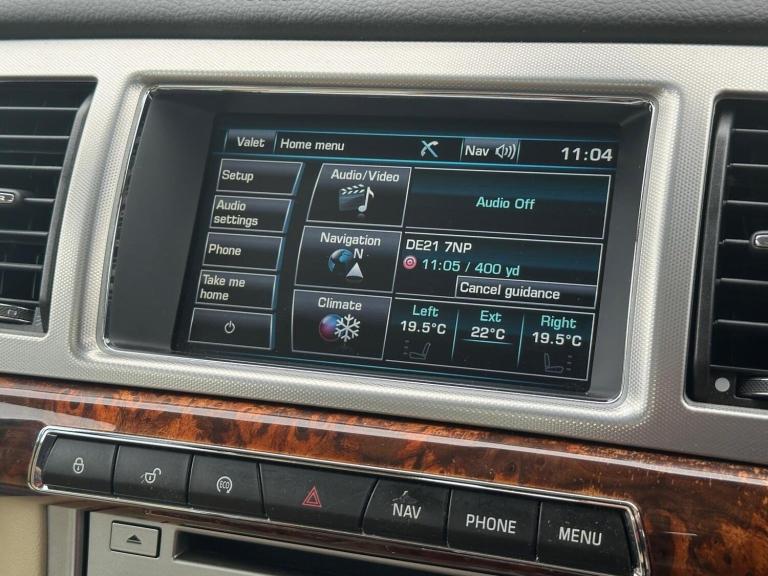 Valet Home menu Nav 11:04
Setup
Audio
settings
Phone
Take me
home
Audio/Video
Audio Off
Navigation
N
DE21 7NP
11:05 / 400 yd
Cancel guidance
Climate
Left
19.5°C
Ext
22°C
Right
19.5°C
ECO
NAV
PHONE
MENU